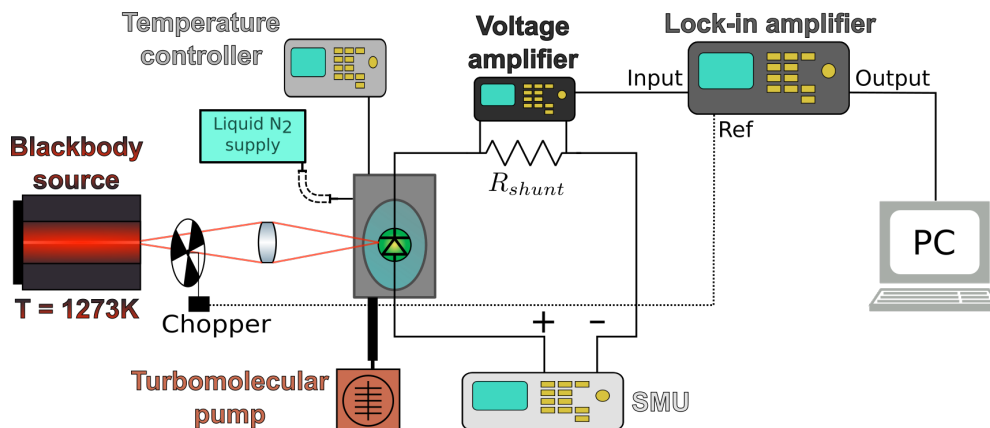 Temperature
controller
Voltage
amplifier
Lock-in amplifier
Input
Output
Liquid N2
supply
Ref
Blackbody
source
R_shunt
PC
T = 1273K
Chopper
+ -
Turbomolecular
pump
SMU